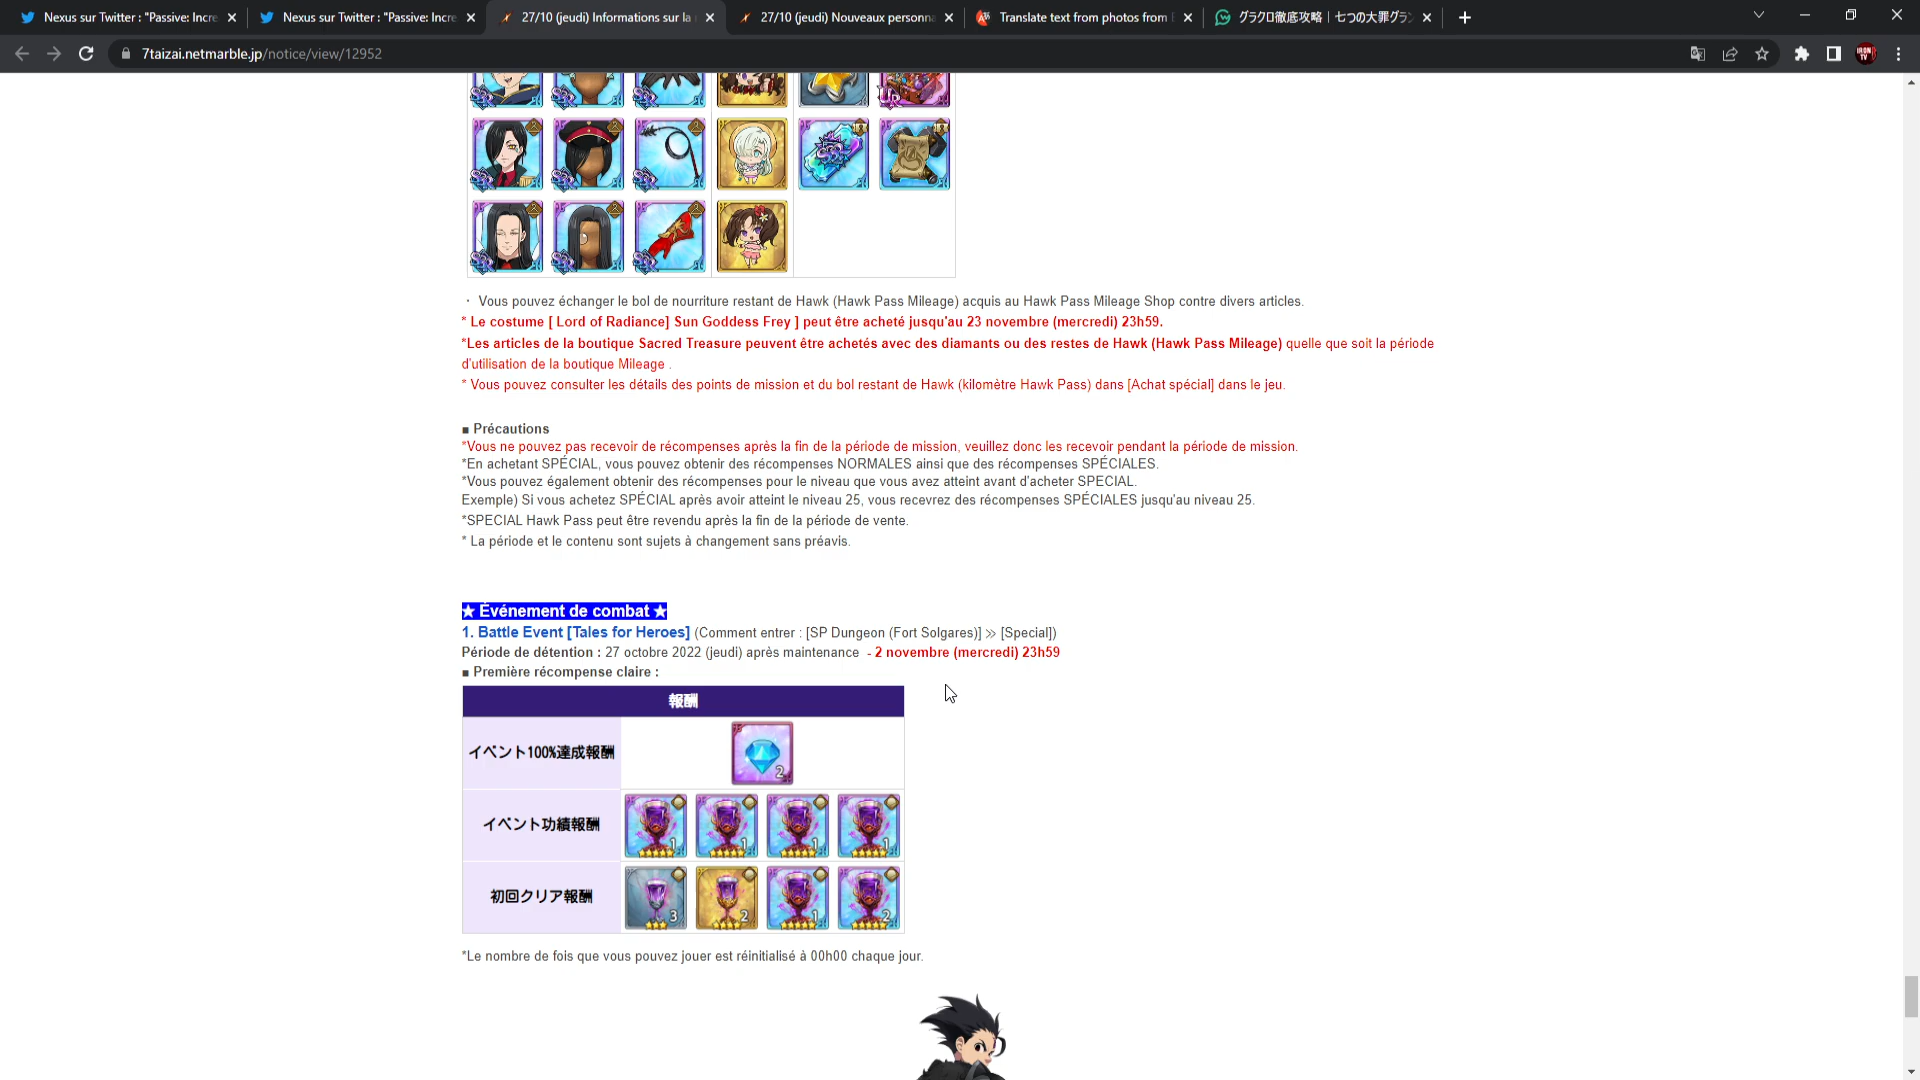 Nexus sur Twitter : "Passive: Incre
Nexus sur Twitter : "Passive: Incre
27/10 (jeudi) Informations sur la
27/10 (jeudi) Nouveaux personn
Translate text from photos from
グラクロ徹底攻略｜七つの大罪グラン
7taizai.netmarble.jp/notice/view/12952
・ Vous pouvez échanger le bol de nourriture restant de Hawk (Hawk Pass Mileage) acquis au Hawk Pass Mileage Shop contre divers articles.
* Le costume [ Lord of Radiance] Sun Goddess Frey ] peut être acheté jusqu'au 23 novembre (mercredi) 23h59.
*Les articles de la boutique Sacred Treasure peuvent être achetés avec des diamants ou des restes de Hawk (Hawk Pass Mileage) quelle que soit la période
d'utilisation de la boutique Mileage .
* Vous pouvez consulter les détails des points de mission et du bol restant de Hawk (kilomètre Hawk Pass) dans [Achat spécial] dans le jeu.
■ Précautions
*Vous ne pouvez pas recevoir de récompenses après la fin de la période de mission, veuillez donc les recevoir pendant la période de mission.
*En achetant SPÉCIAL, vous pouvez obtenir des récompenses NORMALES ainsi que des récompenses SPÉCIALES.
*Vous pouvez également obtenir des récompenses pour le niveau que vous avez atteint avant d'acheter SPECIAL.
Exemple) Si vous achetez SPÉCIAL après avoir atteint le niveau 25, vous recevrez des récompenses SPÉCIALES jusqu'au niveau 25.
*SPECIAL Hawk Pass peut être revendu après la fin de la période de vente.
* La période et le contenu sont sujets à changement sans préavis.
★ Événement de combat ★
1. Battle Event [Tales for Heroes] (Comment entrer : [SP Dungeon (Fort Solgares)] ≫ [Special])
Période de détention : 27 octobre 2022 (jeudi) après maintenance - 2 novembre (mercredi) 23h59
■ Première récompense claire :
報酬
イベント100%達成報酬
2
イベント功績報酬
1 1 1 1
初回クリア報酬
3 2 1 2
*Le nombre de fois que vous pouvez jouer est réinitialisé à 00h00 chaque jour.